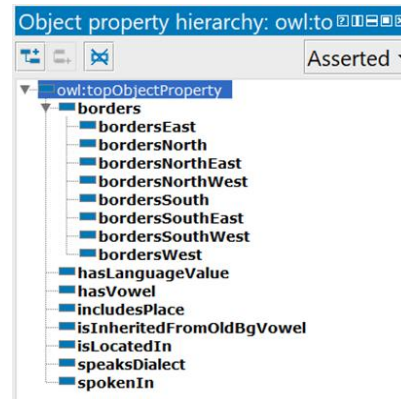 Object property hierarchy: owl:to
Asserted
owl:topObjectProperty
borders
bordersEast
bordersNorth
bordersNorthEast
bordersNorthWest
bordersSouth
bordersSouthEast
bordersSouthWest
bordersWest
hasLanguageValue
hasVowel
includesPlace
isInheritedFromOldBgVowel
isLocatedIn
speaksDialect
spokenIn